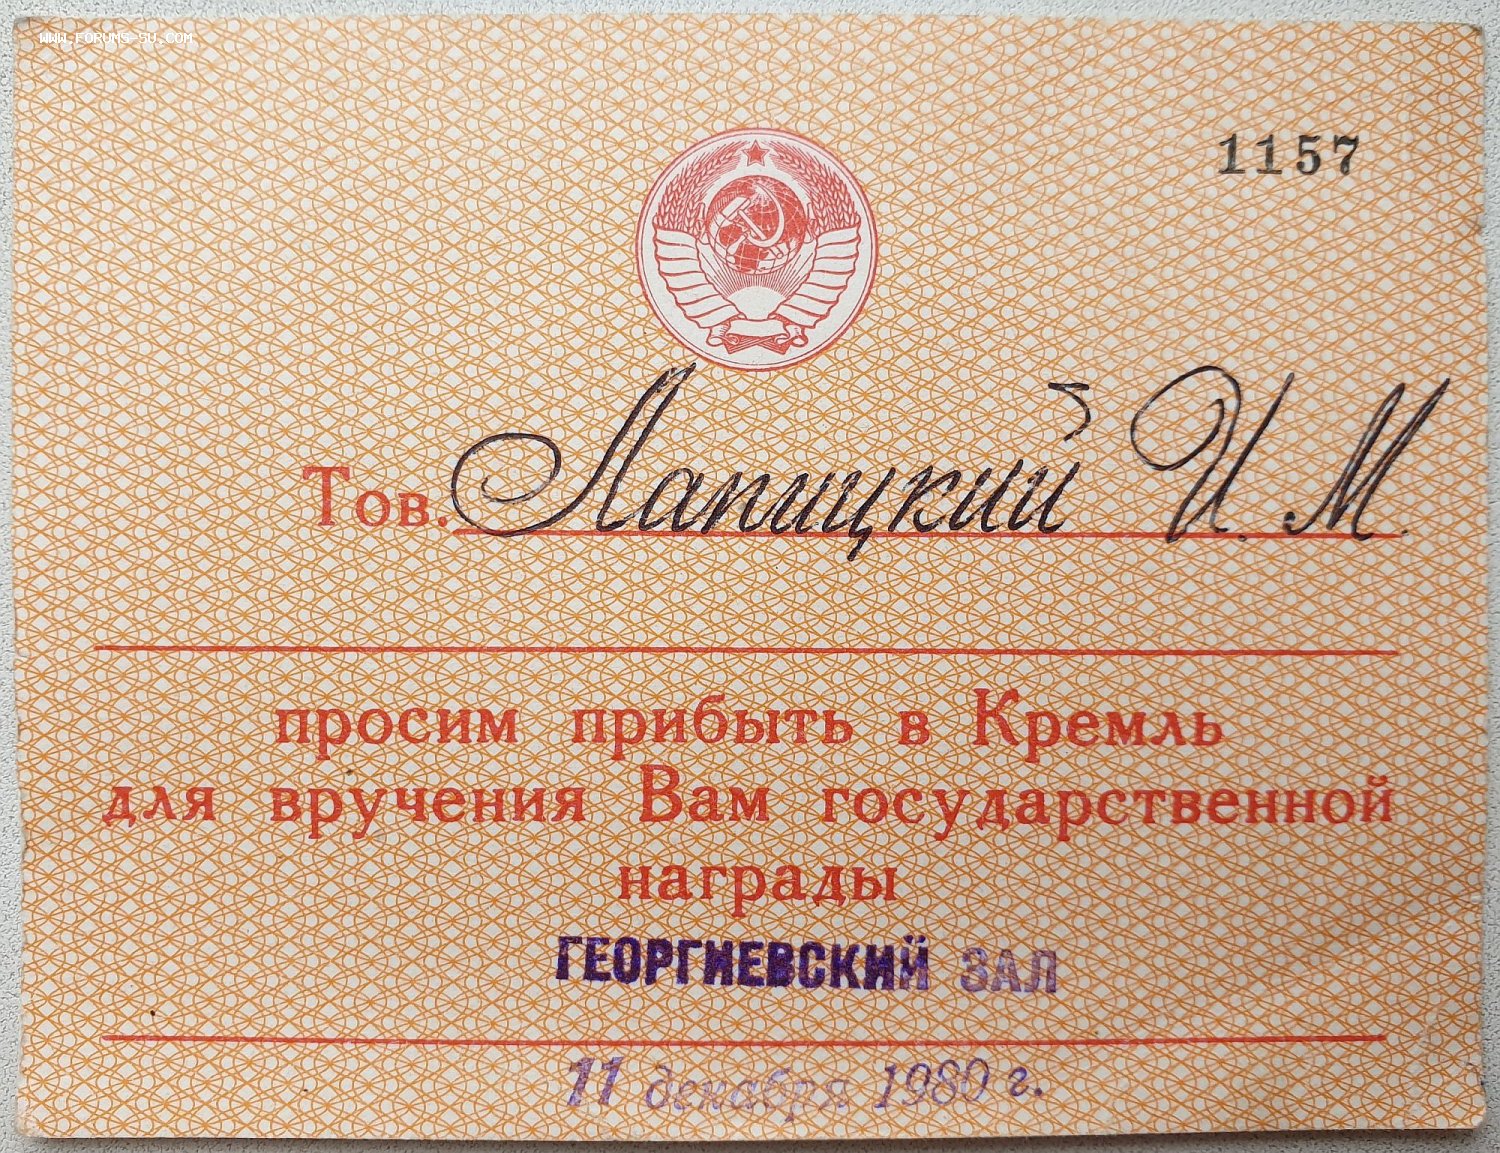 WWW.FORUMS-SU.COM
1157
Тов. Лапицкий И. М.
просим прибыть в Кремль
для вручения Вам государственной
награды
ГЕОРГИЕВСКИЙ ЗАЛ
11 декабря 1980 г.